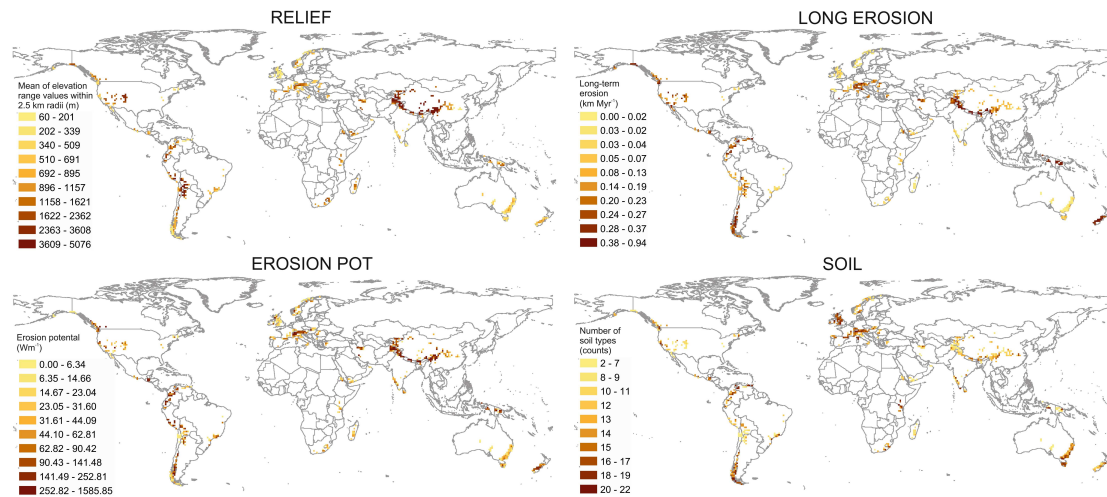 RELIEF
Mean of elevation
range values within
2.5 km radii (m)
60 - 201
202 - 339
340 - 509
510 - 691
692 - 895
896 - 1157
1158 - 1621
1622 - 2362
2363 - 3608
3609 - 5076
LONG EROSION
Long-term
erosion
(km Myr⁻¹)
0.00 - 0.02
0.03 - 0.02
0.03 - 0.04
0.05 - 0.07
0.08 - 0.13
0.14 - 0.19
0.20 - 0.23
0.24 - 0.27
0.28 - 0.37
0.38 - 0.94
EROSION POT
Erosion potential
(Wm⁻¹)
0.00 - 6.34
6.35 - 14.66
14.67 - 23.04
23.05 - 31.60
31.61 - 44.09
44.10 - 62.81
62.82 - 90.42
90.43 - 141.48
141.49 - 252.81
252.82 - 1585.85
SOIL
Number of
soil types
(counts)
2 - 7
8 - 9
10 - 11
12
13
14
15
16 - 17
18 - 19
20 - 22